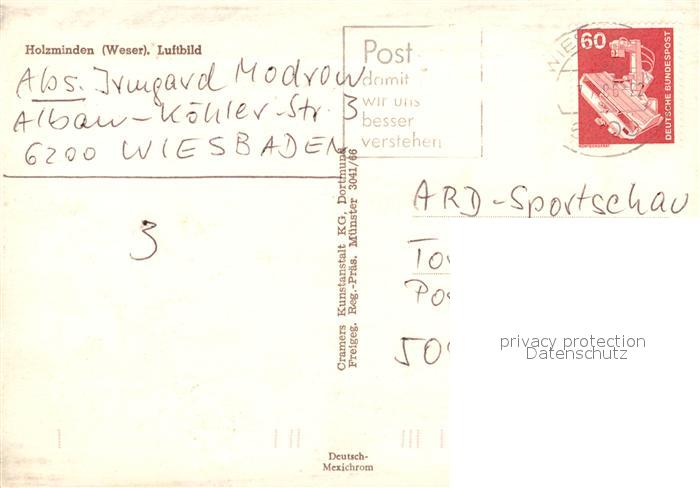 Holzminden (Weser). Luftbild
Abs. Irmgard Modrow
Alban-Köhler-Str. 3
6200 WIESBADEN
3
Post
damit
wir uns
besser
verstehen
60
DEUTSCHE BUNDESPOST
ARD-Sportschau
Cramers Kunstanstalt KG, Dortmund
Freigeg. Reg.-Präs. Münster 3041/66
privacy protection
Datenschutz
Deutsch-
Mexichrom